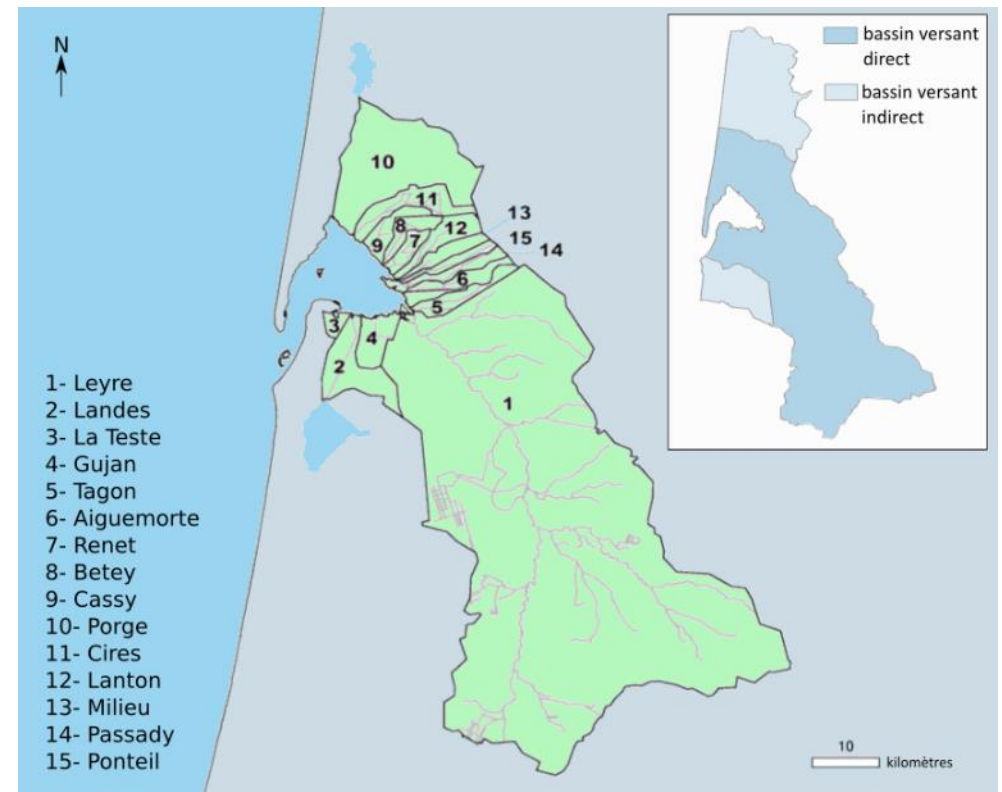 N
bassin versant
direct
bassin versant
indirect
10
11
13
8
12
15
9
7
14
6
5
3
4
2
1
1- Leyre
2- Landes
3- La Teste
4- Gujan
5- Tagon
6- Aiguemorte
7- Renet
8- Betey
9- Cassy
10- Porge
11- Cires
12- Lanton
13- Milieu
14- Passady
15- Ponteil
10
kilomètres